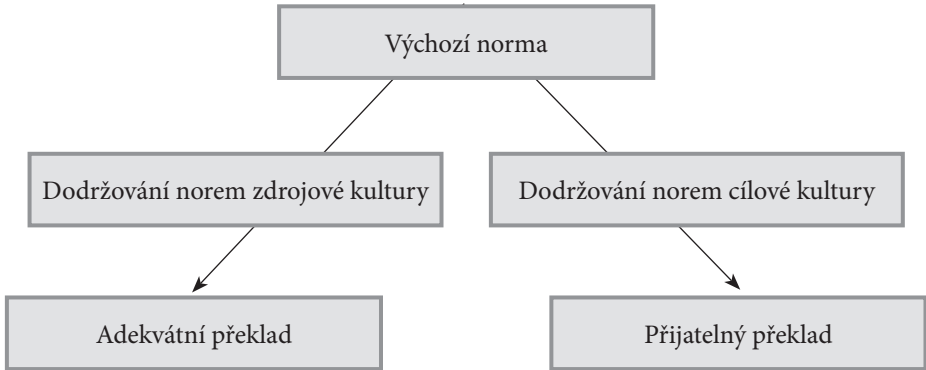 Výchozí norma
Dodržování norem zdrojové kultury
Dodržování norem cílové kultury
Adekvátní překlad
Přijatelný překlad